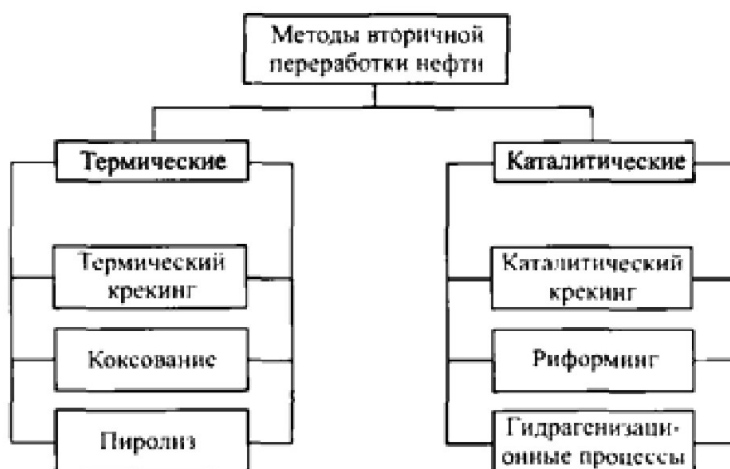 Методы вторичной
переработки нефти
Термические
Каталитические
Термический
крекинг
Каталитический
крекинг
Коксование
Риформинг
Пиролиз
Гидрагенизаци-
онные процессы